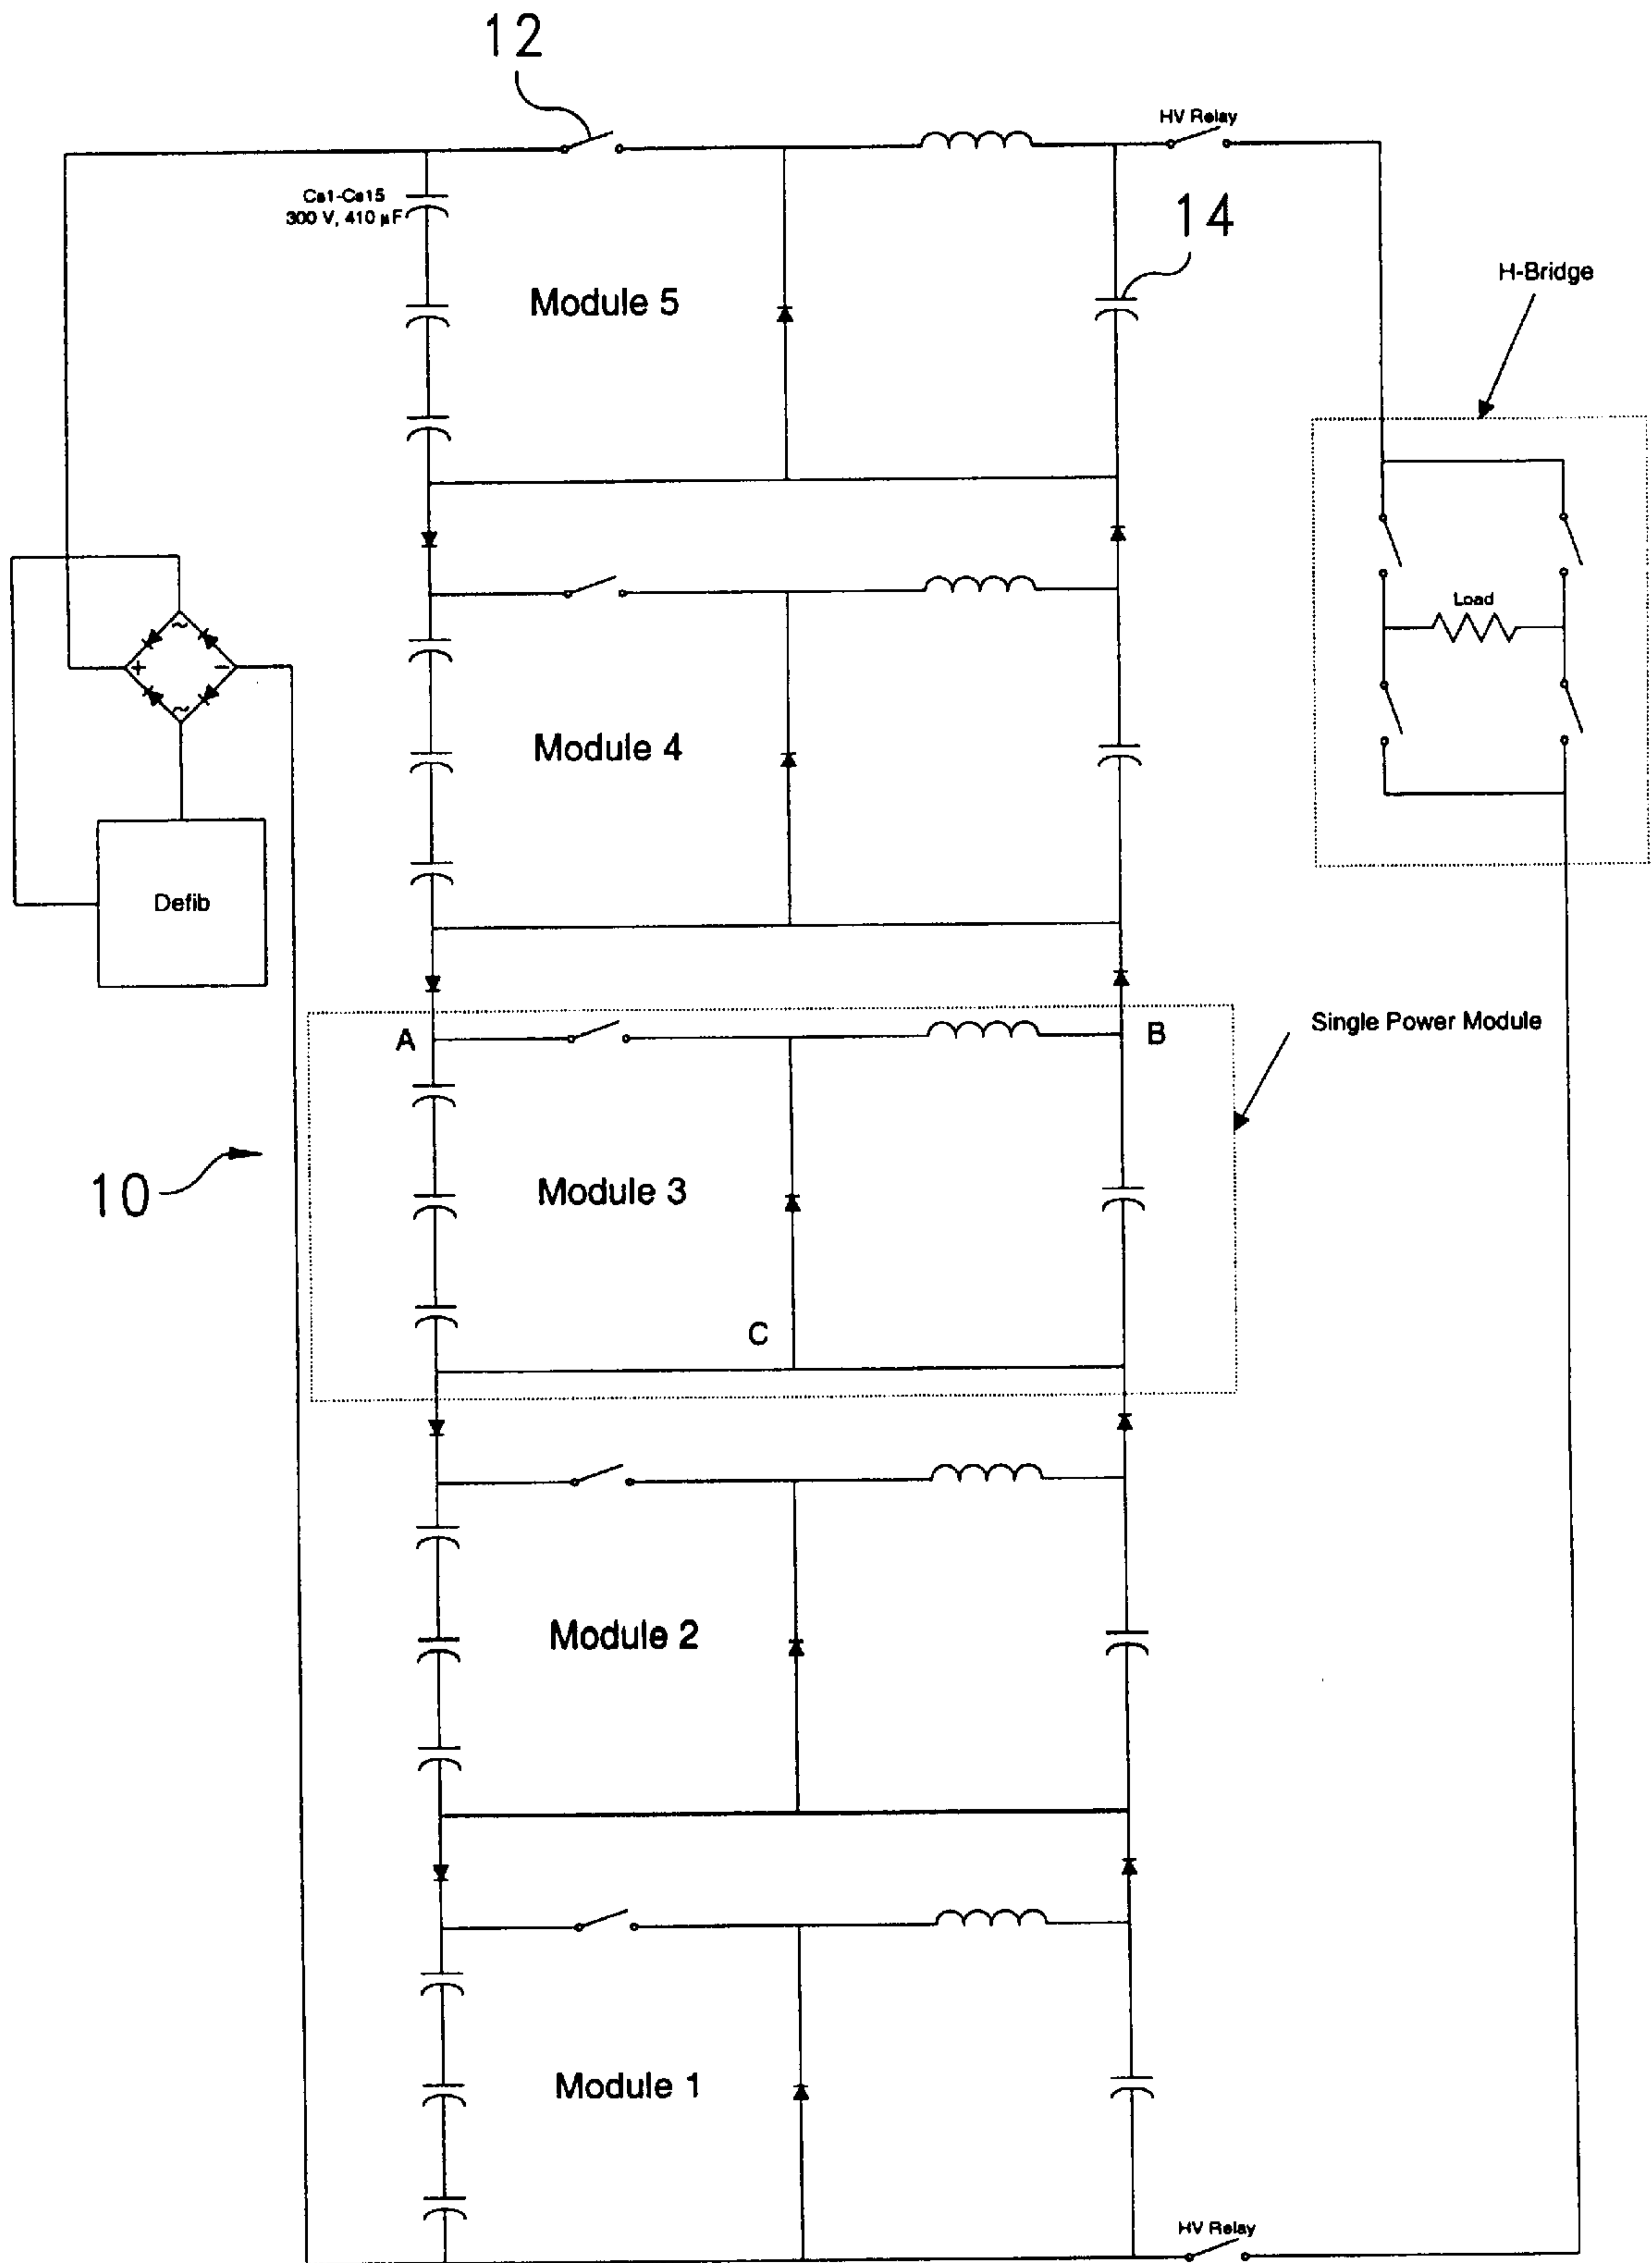 12
HV Relay
Cs1-Cs15
300 V, 410 µF
14
H-Bridge
Module 5
Load
~
+ -
~
Module 4
Defib
A
B
Single Power Module
10
Module 3
C
Module 2
Module 1
HV Relay